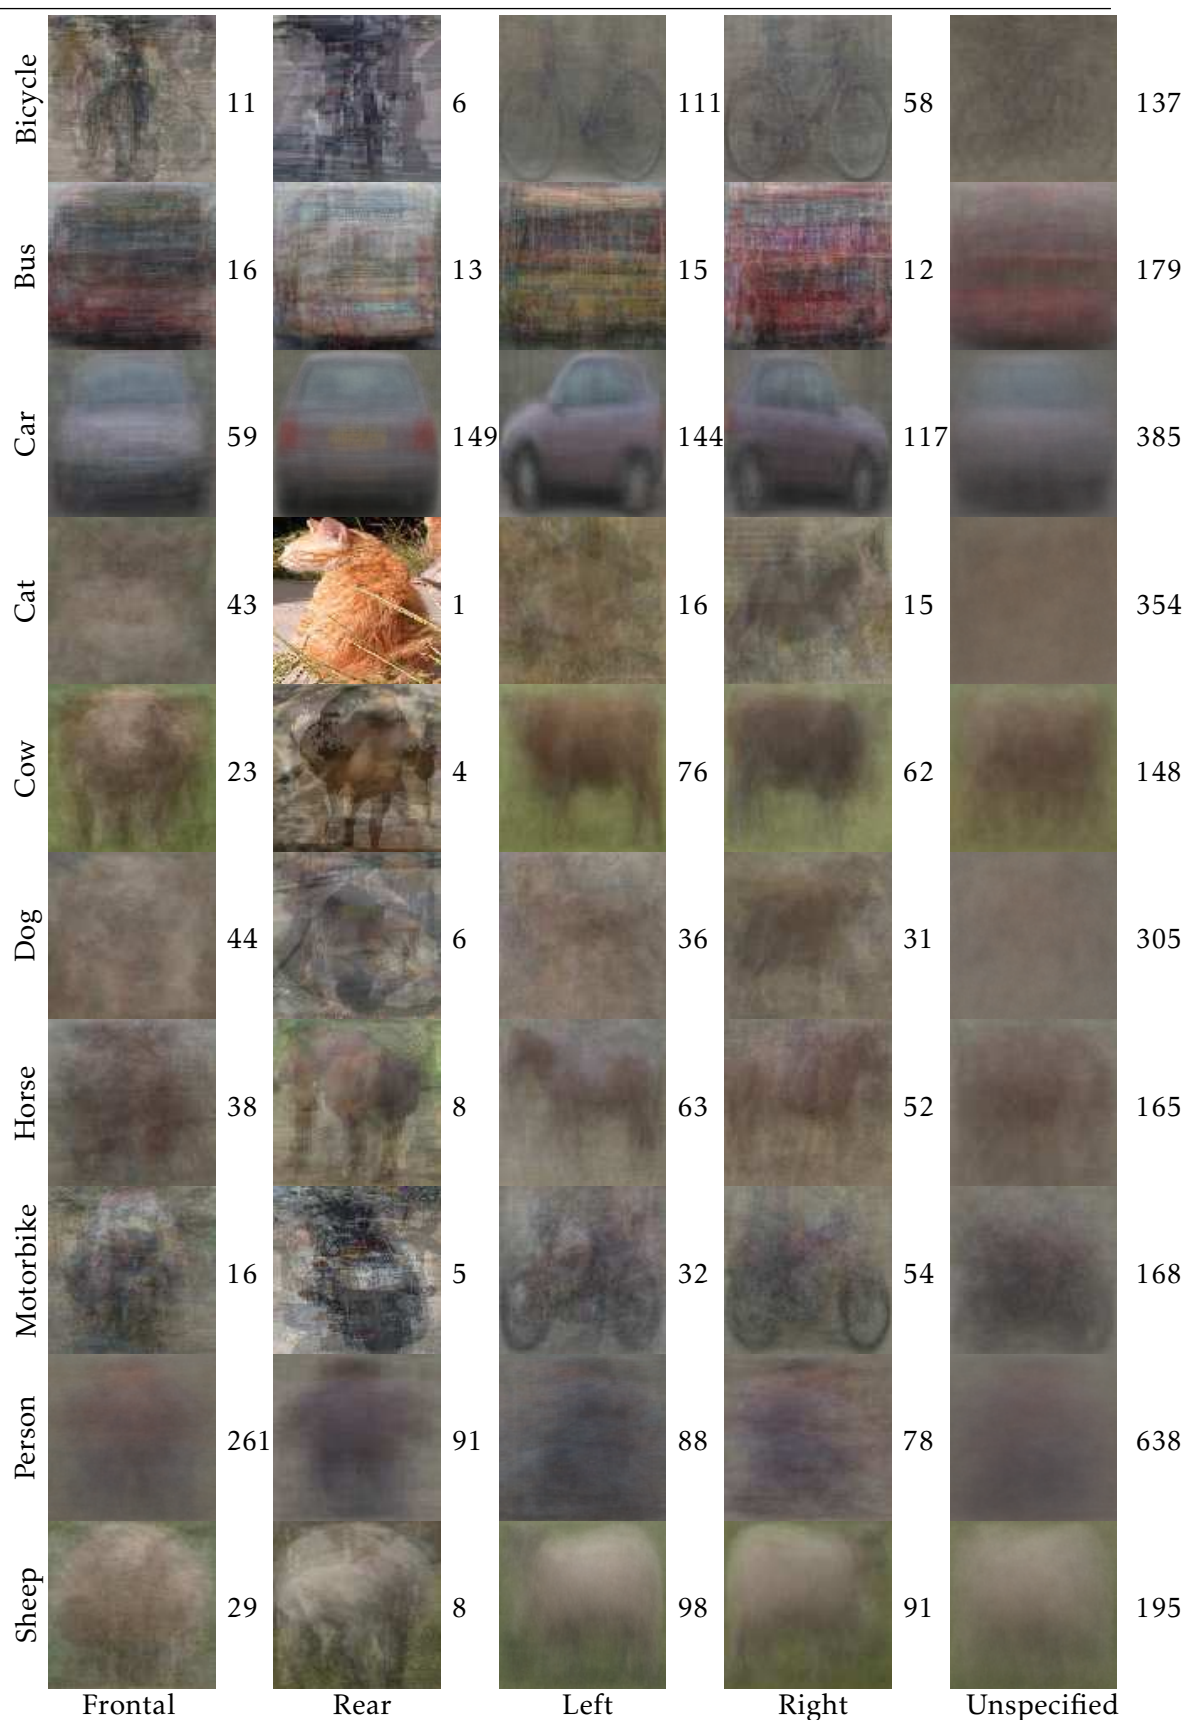 Bicycle 11 6 111 58 137
Bus 16 13 15 12 179
Car 59 149 144 117 385
Cat 43 1 16 15 354
Cow 23 4 76 62 148
Dog 44 6 36 31 305
Horse 38 8 63 52 165
Motorbike 16 5 32 54 168
Person 261 91 88 78 638
Sheep 29 8 98 91 195
Frontal Rear Left Right Unspecified